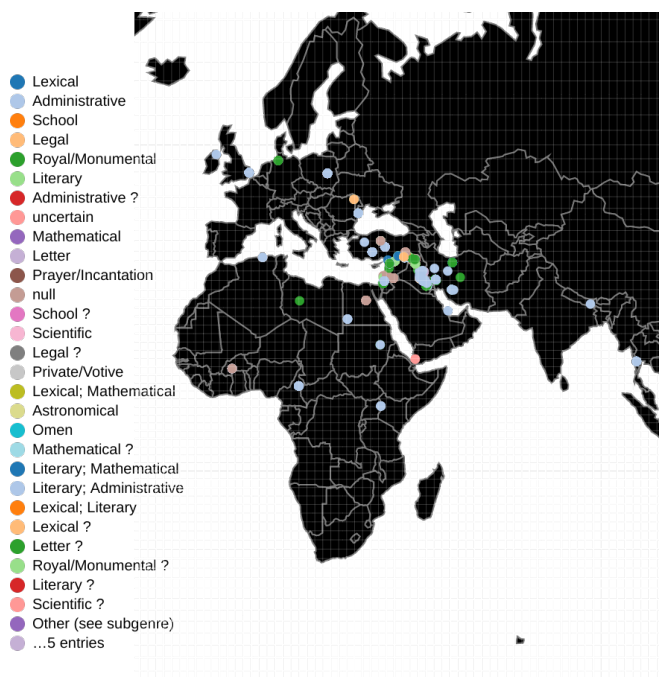 Lexical
Administrative
School
Legal
Royal/Monumental
Literary
Administrative ?
uncertain
Mathematical
Letter
Prayer/Incantation
null
School ?
Scientific
Legal ?
Private/Votive
Lexical; Mathematical
Astronomical
Omen
Mathematical ?
Literary; Mathematical
Literary; Administrative
Lexical; Literary
Lexical ?
Letter ?
Royal/Monumental ?
Literary ?
Scientific ?
Other (see subgenre)
…5 entries